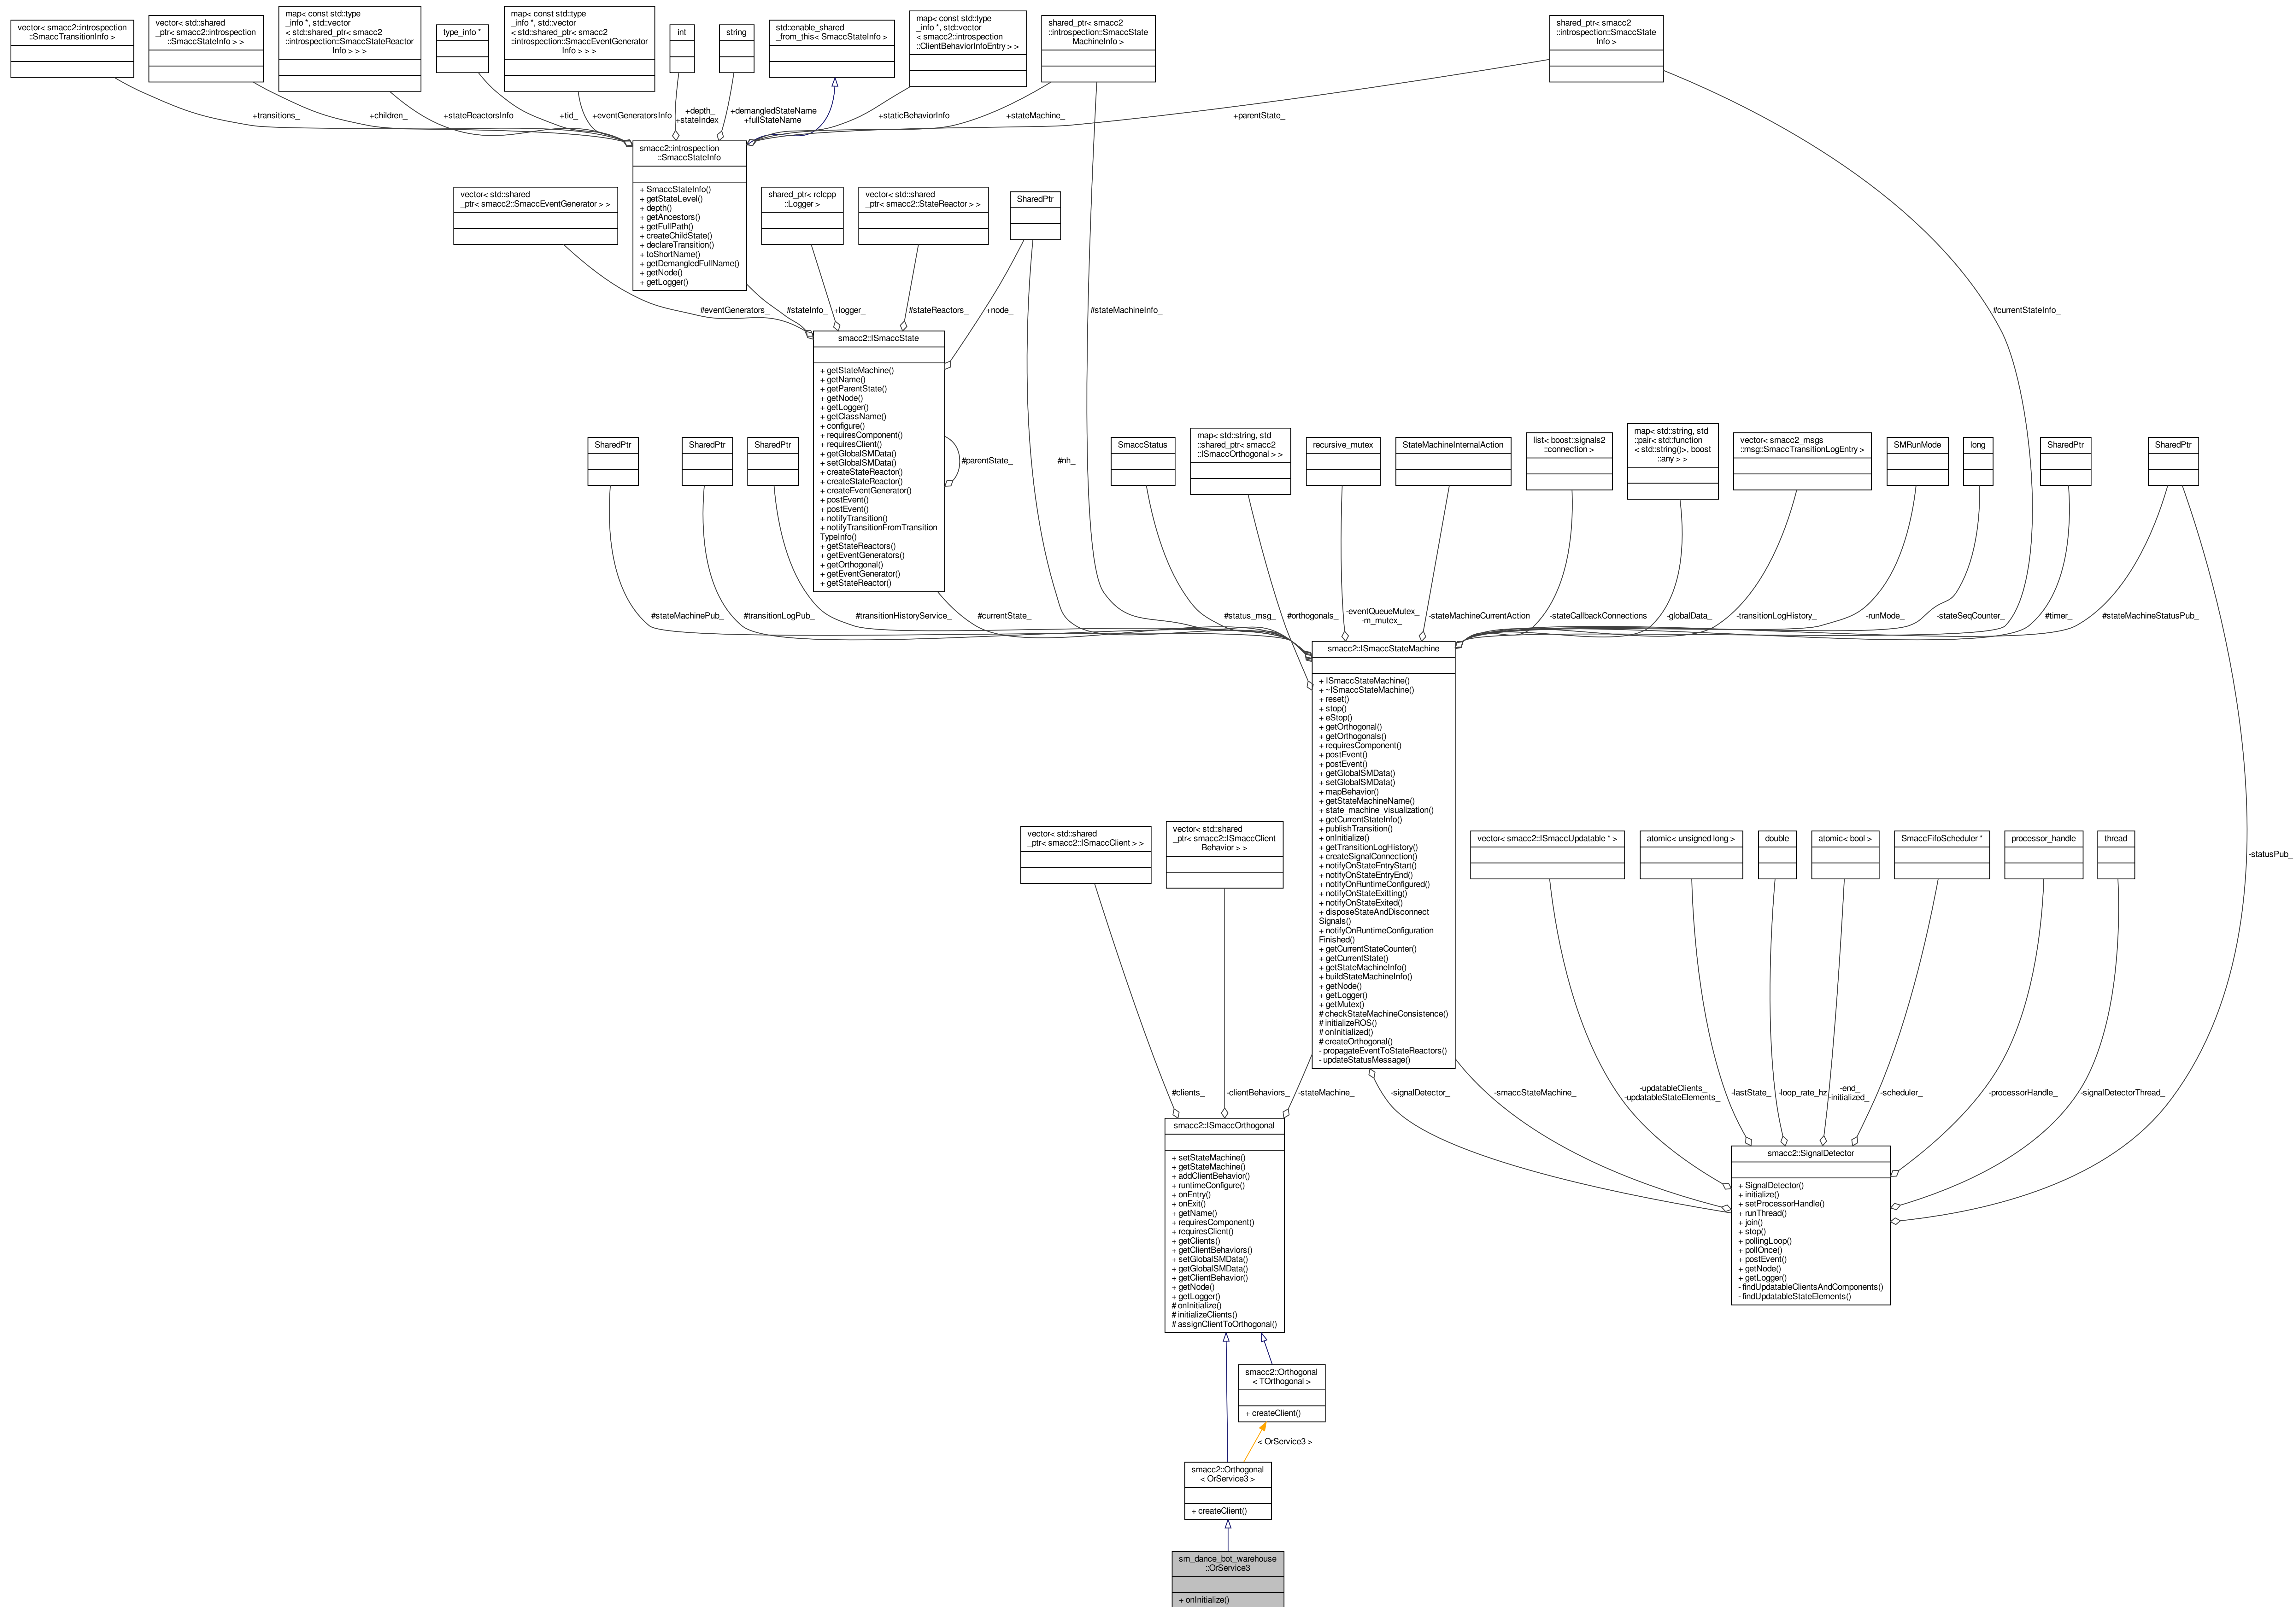 vector< smacc2::introspection
::SmaccTransitionInfo >
vector< std::shared
_ptr< smacc2::introspection
::SmaccStateInfo > >
map< const std::type
_info *, std::vector
< std::shared_ptr< smacc2
::introspection::SmaccStateReactor
Info > > >
type_info *
map< const std::type
_info *, std::vector
< std::shared_ptr< smacc2
::introspection::SmaccEventGenerator
Info > > >
int
string
std::enable_shared
_from_this< SmaccStateInfo >
map< const std::type
_info *, std::vector
< smacc2::introspection
::ClientBehaviorInfoEntry > >
shared_ptr< smacc2
::introspection::SmaccState
MachineInfo >
shared_ptr< smacc2
::introspection::SmaccState
Info >
+transitions_
+children_
+stateReactorsInfo
+tid_
+eventGeneratorsInfo
+depth_
+stateIndex_
+demangledStateName
+fullStateName
+staticBehaviorInfo
+stateMachine_
+parentState_
smacc2::introspection
::SmaccStateInfo
+ SmaccStateInfo()
+ getStateLevel()
+ depth()
+ getAncestors()
+ getFullPath()
+ createChildState()
+ declareTransition()
+ toShortName()
+ getDemangledFullName()
+ getNode()
+ getLogger()
vector< std::shared
_ptr< smacc2::SmaccEventGenerator > >
shared_ptr< rclcpp
::Logger >
vector< std::shared
_ptr< smacc2::StateReactor > >
SharedPtr
#eventGenerators_
#stateInfo_
+logger_
#stateReactors_
+node_
#stateMachineInfo_
#currentStateInfo_
smacc2::ISmaccState
+ getStateMachine()
+ getName()
+ getParentState()
+ getNode()
+ getLogger()
+ getClassName()
+ configure()
+ requiresComponent()
+ requiresClient()
+ getGlobalSMData()
+ setGlobalSMData()
+ createStateReactor()
+ createStateReactor()
+ createEventGenerator()
+ postEvent()
+ postEvent()
+ notifyTransition()
+ notifyTransitionFromTransition
TypeInfo()
+ getStateReactors()
+ getEventGenerators()
+ getOrthogonal()
+ getEventGenerator()
+ getStateReactor()
#parentState_
#nh_
SharedPtr
SharedPtr
SharedPtr
SmaccStatus
map< std::string, std
::shared_ptr< smacc2
::ISmaccOrthogonal > >
recursive_mutex
StateMachineInternalAction
list< boost::signals2
::connection >
map< std::string, std
::pair< std::function
< std::string()>, boost
::any > >
vector< smacc2_msgs
::msg::SmaccTransitionLogEntry >
SMRunMode
long
SharedPtr
SharedPtr
#stateMachinePub_
#transitionLogPub_
#transitionHistoryService_
#currentState_
#status_msg_
#orthogonals_
-eventQueueMutex_
-m_mutex_
-stateMachineCurrentAction
-stateCallbackConnections
-globalData_
-transitionLogHistory_
-runMode_
-stateSeqCounter_
#timer_
#stateMachineStatusPub_
smacc2::ISmaccStateMachine
+ ISmaccStateMachine()
+ ~ISmaccStateMachine()
+ reset()
+ stop()
+ eStop()
+ getOrthogonal()
+ getOrthogonals()
+ requiresComponent()
+ postEvent()
+ postEvent()
+ getGlobalSMData()
+ setGlobalSMData()
+ mapBehavior()
+ getStateMachineName()
+ state_machine_visualization()
+ getCurrentStateInfo()
+ publishTransition()
+ onInitialize()
+ getTransitionLogHistory()
+ createSignalConnection()
+ notifyOnStateEntryStart()
+ notifyOnStateEntryEnd()
+ notifyOnRuntimeConfigured()
+ notifyOnStateExitting()
+ notifyOnStateExited()
+ disposeStateAndDisconnect
Signals()
+ notifyOnRuntimeConfiguration
Finished()
+ getCurrentStateCounter()
+ getCurrentState()
+ getStateMachineInfo()
+ buildStateMachineInfo()
+ getNode()
+ getLogger()
+ getMutex()
# checkStateMachineConsistence()
# initializeROS()
# onInitialized()
# createOrthogonal()
- propagateEventToStateReactors()
- updateStatusMessage()
vector< std::shared
_ptr< smacc2::ISmaccClient > >
vector< std::shared
_ptr< smacc2::ISmaccClient
Behavior > >
vector< smacc2::ISmaccUpdatable * >
atomic< unsigned long >
double
atomic< bool >
SmaccFifoScheduler *
processor_handle
thread
-statusPub_
#clients_
-clientBehaviors_
-stateMachine_
-signalDetector_
-smaccStateMachine_
-updatableClients_
-updatableStateElements_
-lastState_
-loop_rate_hz
-end_
-initialized_
-scheduler_
-processorHandle_
-signalDetectorThread_
smacc2::ISmaccOrthogonal
+ setStateMachine()
+ getStateMachine()
+ addClientBehavior()
+ runtimeConfigure()
+ onEntry()
+ onExit()
+ getName()
+ requiresComponent()
+ requiresClient()
+ getClients()
+ getClientBehaviors()
+ setGlobalSMData()
+ getGlobalSMData()
+ getClientBehavior()
+ getNode()
+ getLogger()
# onInitialize()
# initializeClients()
# assignClientToOrthogonal()
smacc2::SignalDetector
+ SignalDetector()
+ initialize()
+ setProcessorHandle()
+ runThread()
+ join()
+ stop()
+ pollingLoop()
+ pollOnce()
+ postEvent()
+ getNode()
+ getLogger()
- findUpdatableClientsAndComponents()
- findUpdatableStateElements()
smacc2::Orthogonal
< TOrthogonal >
+ createClient()
< OrService3 >
smacc2::Orthogonal
< OrService3 >
+ createClient()
sm_dance_bot_warehouse
::OrService3
+ onInitialize()